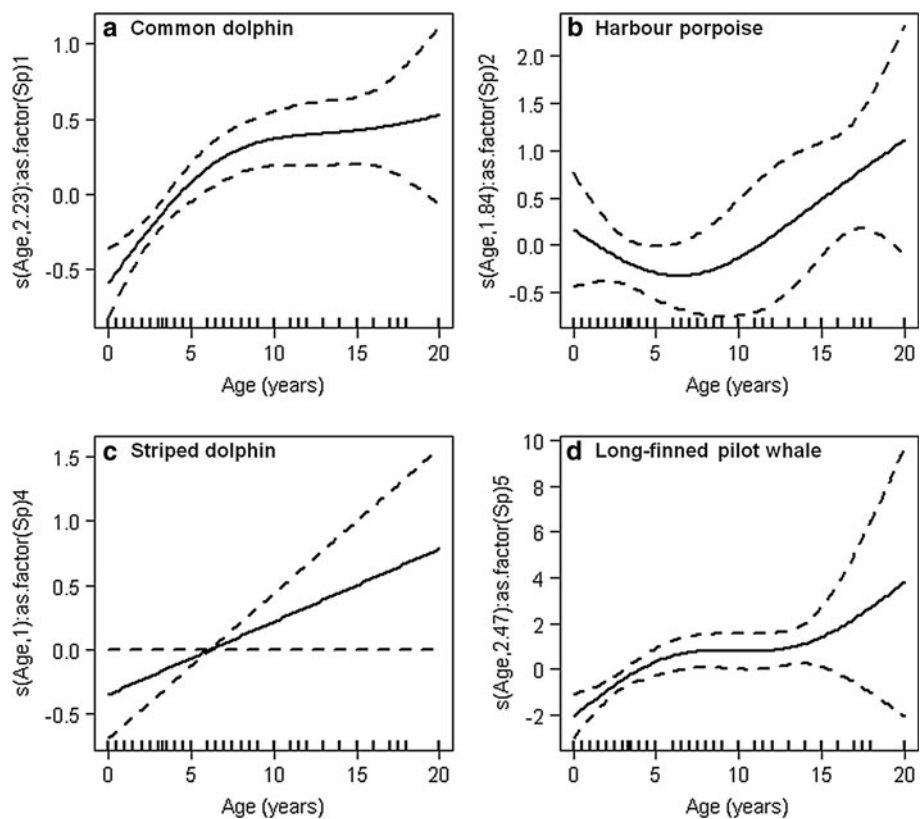 a Common dolphin
s(Age,2.23):as.factor(Sp)1
1.0
0.5
0.0
-0.5
0 5 10 15 20
Age (years)
b Harbour porpoise
s(Age,1.84):as.factor(Sp)2
2.0
1.5
1.0
0.5
0.0
-0.5
0 5 10 15 20
Age (years)
c Striped dolphin
s(Age,1):as.factor(Sp)4
1.5
1.0
0.5
0.0
-0.5
0 5 10 15 20
Age (years)
d Long-finned pilot whale
s(Age,2.47):as.factor(Sp)5
10
8
6
4
2
0
-2
0 5 10 15 20
Age (years)